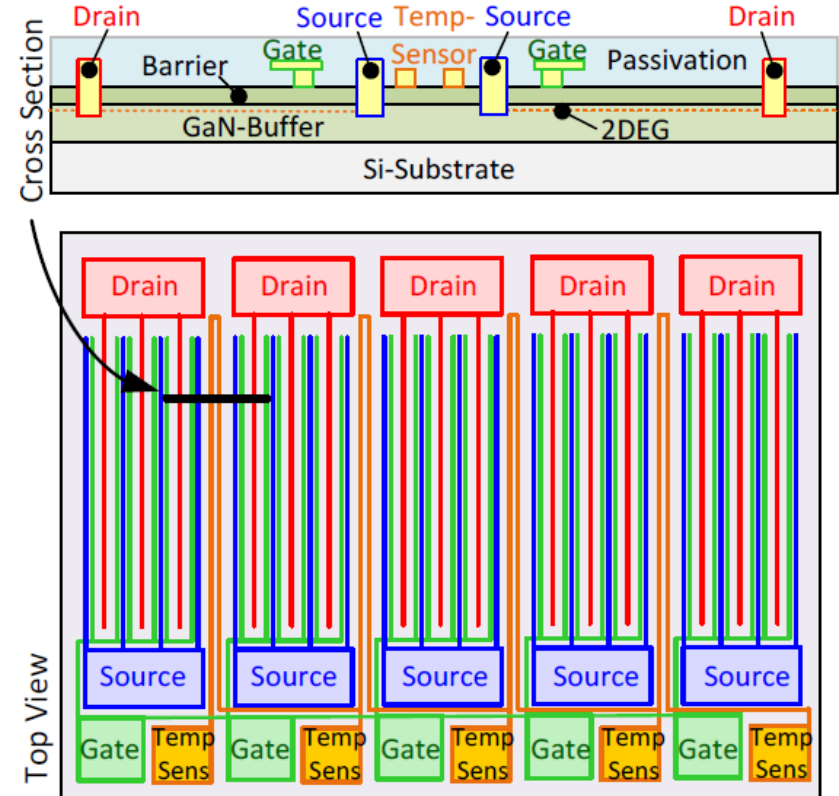 Cross Section
Drain
Source
Temp-
Sensor
Source
Drain
Barrier
Gate
Gate
Passivation
GaN-Buffer
2DEG
Si-Substrate
Top View
Drain
Drain
Drain
Drain
Drain
Source
Source
Source
Source
Source
Gate
Temp
Sens
Gate
Temp
Sens
Gate
Temp
Sens
Gate
Temp
Sens
Gate
Temp
Sens